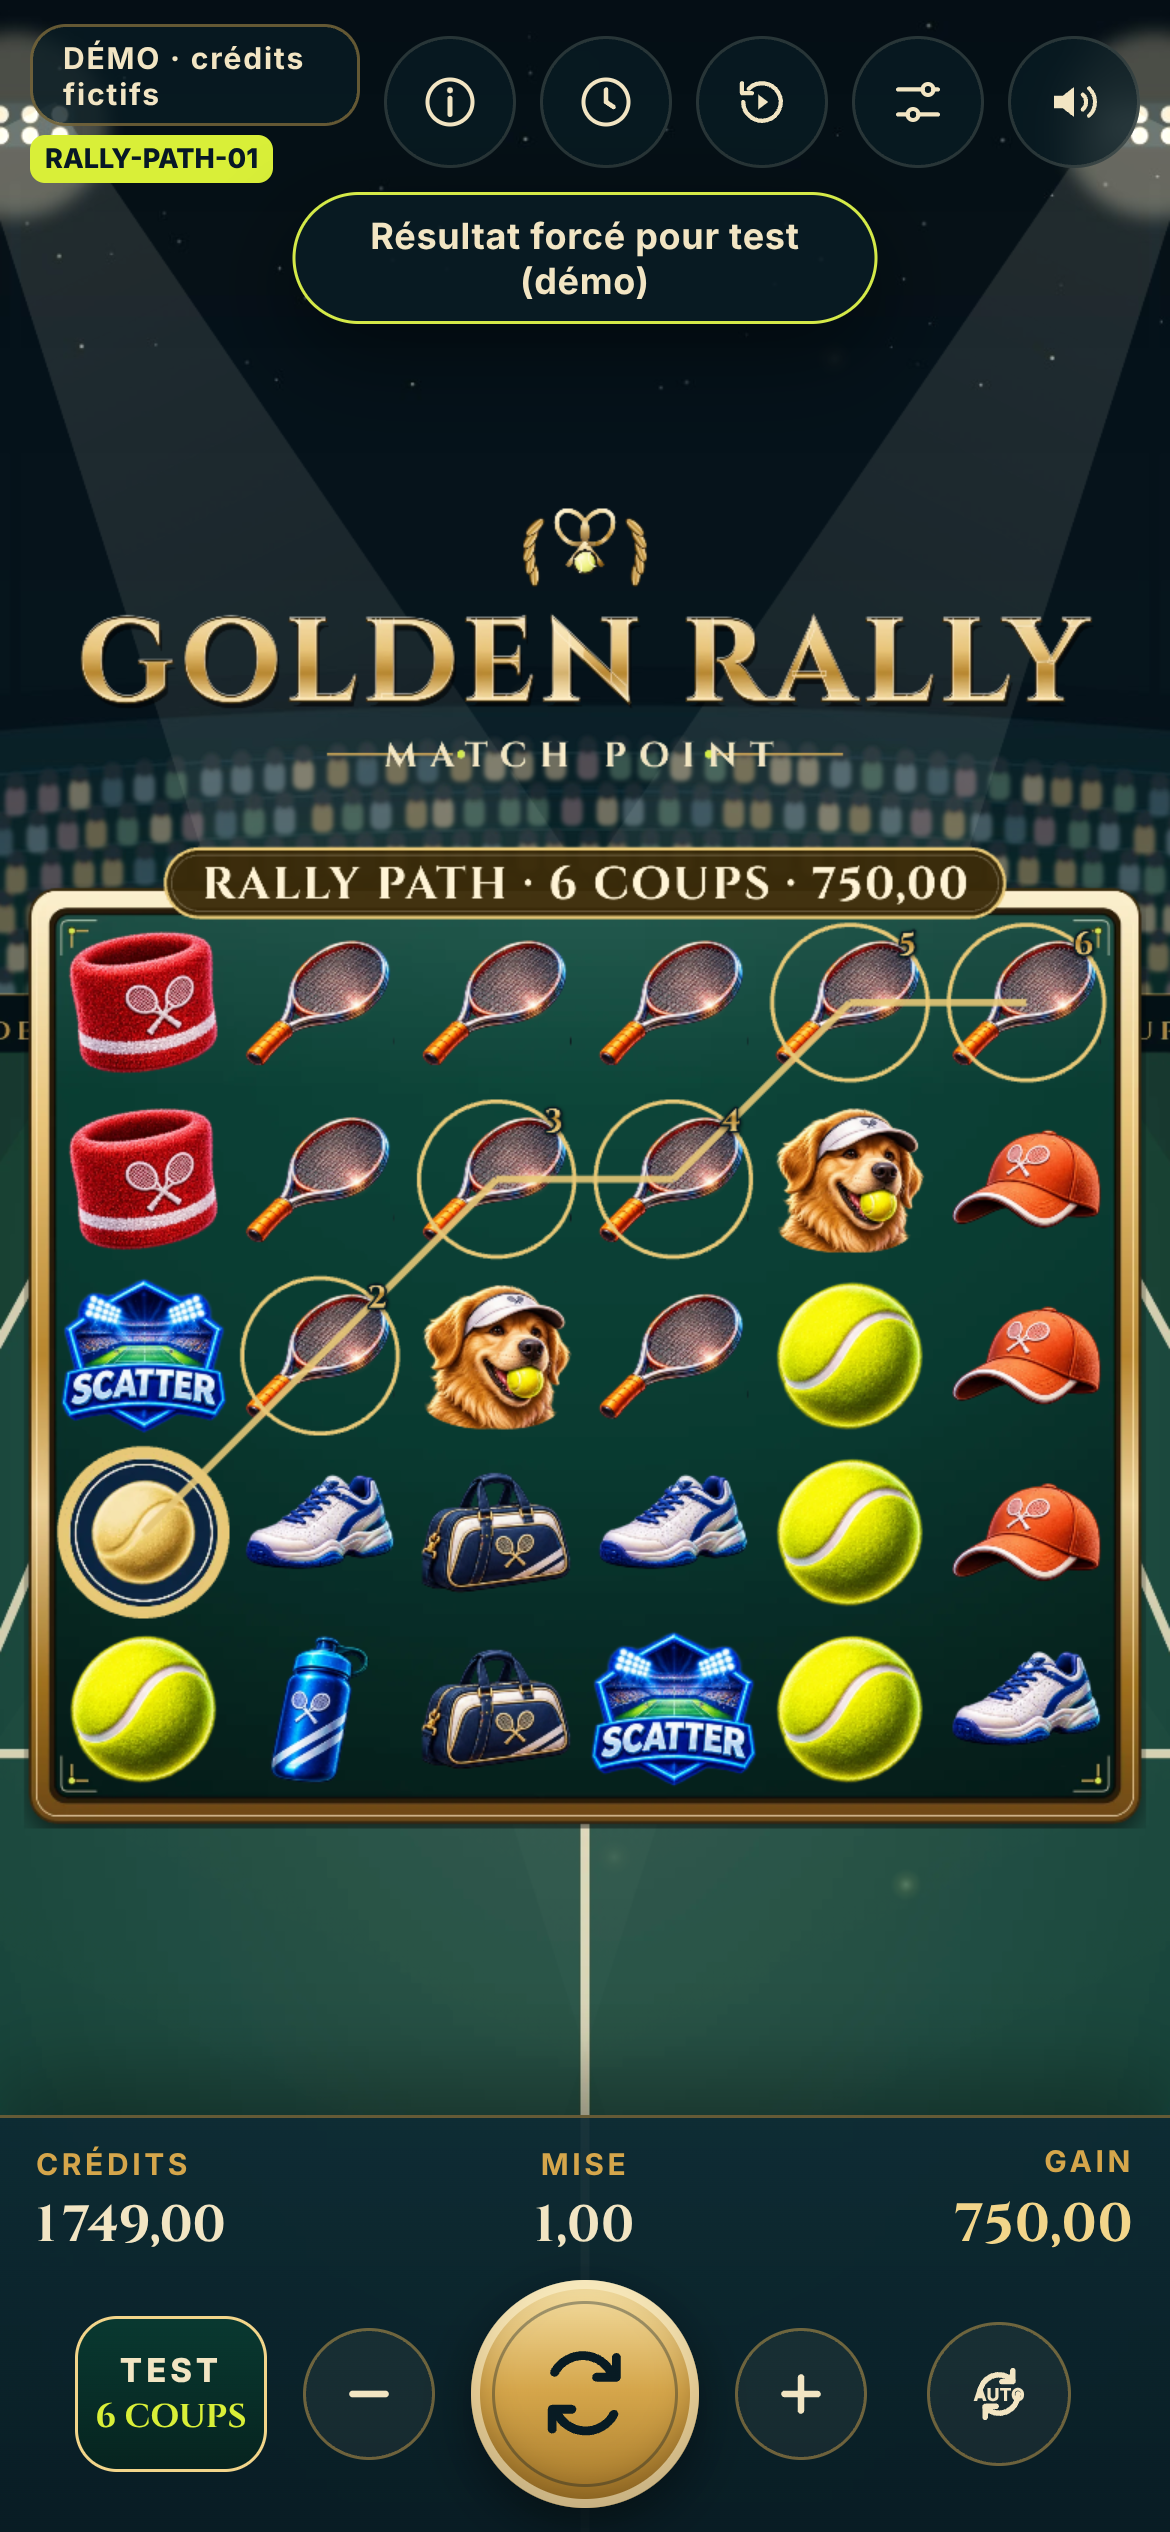 DÉMO · crédits
fictifs
RALLY-PATH-01
Résultat forcé pour test
(démo)
GOLDEN RALLY
MATCH POINT
RALLY PATH · 6 COUPS · 750,00
5
6
3
4
2
SCATTER
SCATTER
CRÉDITS
1749,00
MISE
1,00
GAIN
750,00
TEST
6 COUPS
AUTO